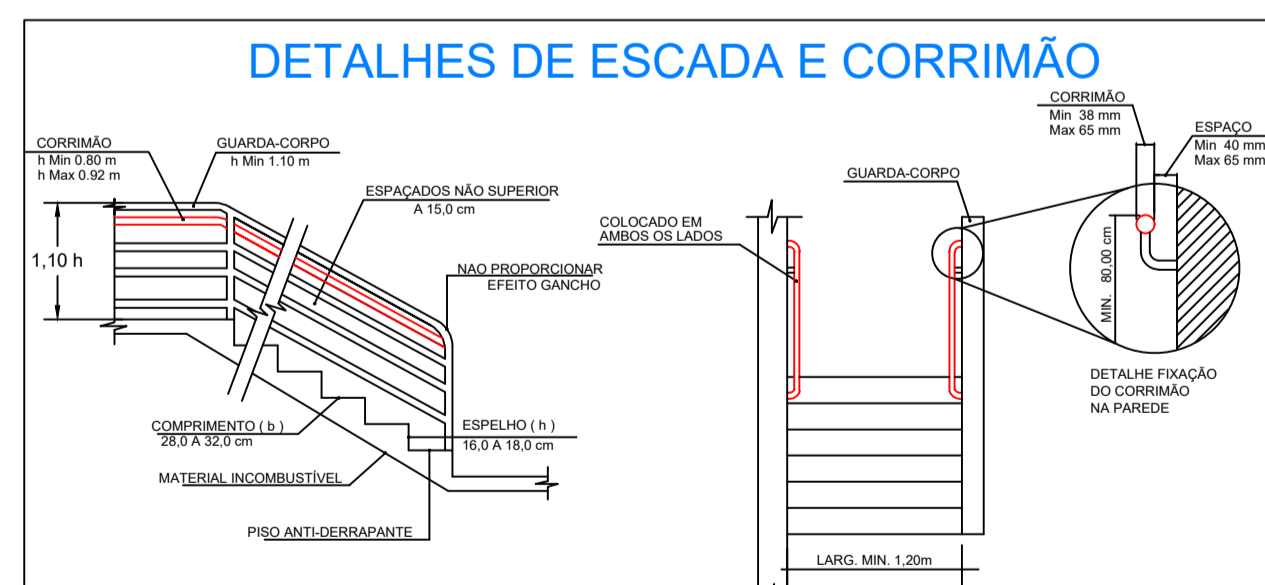 DETALHES DE ESCADA E CORRIMÃO
CORRIMÃO
h Min 0.80 m
h Max 0.92 m
GUARDA-CORPO
h Min 1.10 m
ESPAÇADOS NÃO SUPERIOR
A 15,0 cm
1,10 h
NAO PROPORCIONAR
EFEITO GANCHO
COMPRIMENTO ( b )
28,0 A 32,0 cm
ESPELHO ( h )
16,0 A 18,0 cm
MATERIAL INCOMBUSTÍVEL
PISO ANTI-DERRAPANTE
COLOCADO EM
AMBOS OS LADOS
GUARDA-CORPO
LARG. MIN. 1,20m
CORRIMÃO
Min 38 mm
Max 65 mm
ESPAÇO
Min 40 mm
Max 65 mm
MIN. 80,00 cm
DETALHE FIXAÇÃO
DO CORRIMÃO
NA PAREDE